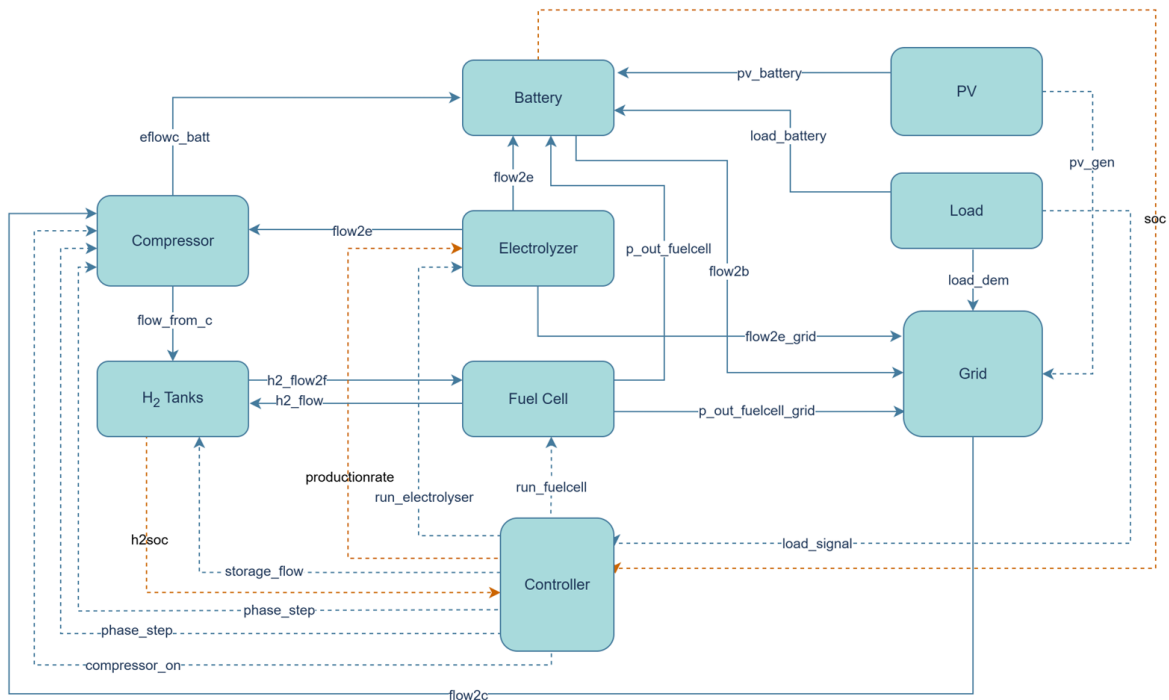 pv_battery
PV
Battery
load_battery
eflowc_batt
pv_gen
flow2e
Load
soc
flow2e
Compressor
Electrolyzer
p_out_fuelcell
flow2b
load_dem
flow_from_c
flow2e_grid
Grid
h2_flow2f
H2 Tanks
h2_flow
Fuel Cell
p_out_fuelcell_grid
productionrate
run_electrolyser
run_fuelcell
h2soc
load_signal
storage_flow
Controller
phase_step
phase_step
compressor_on
flow2c